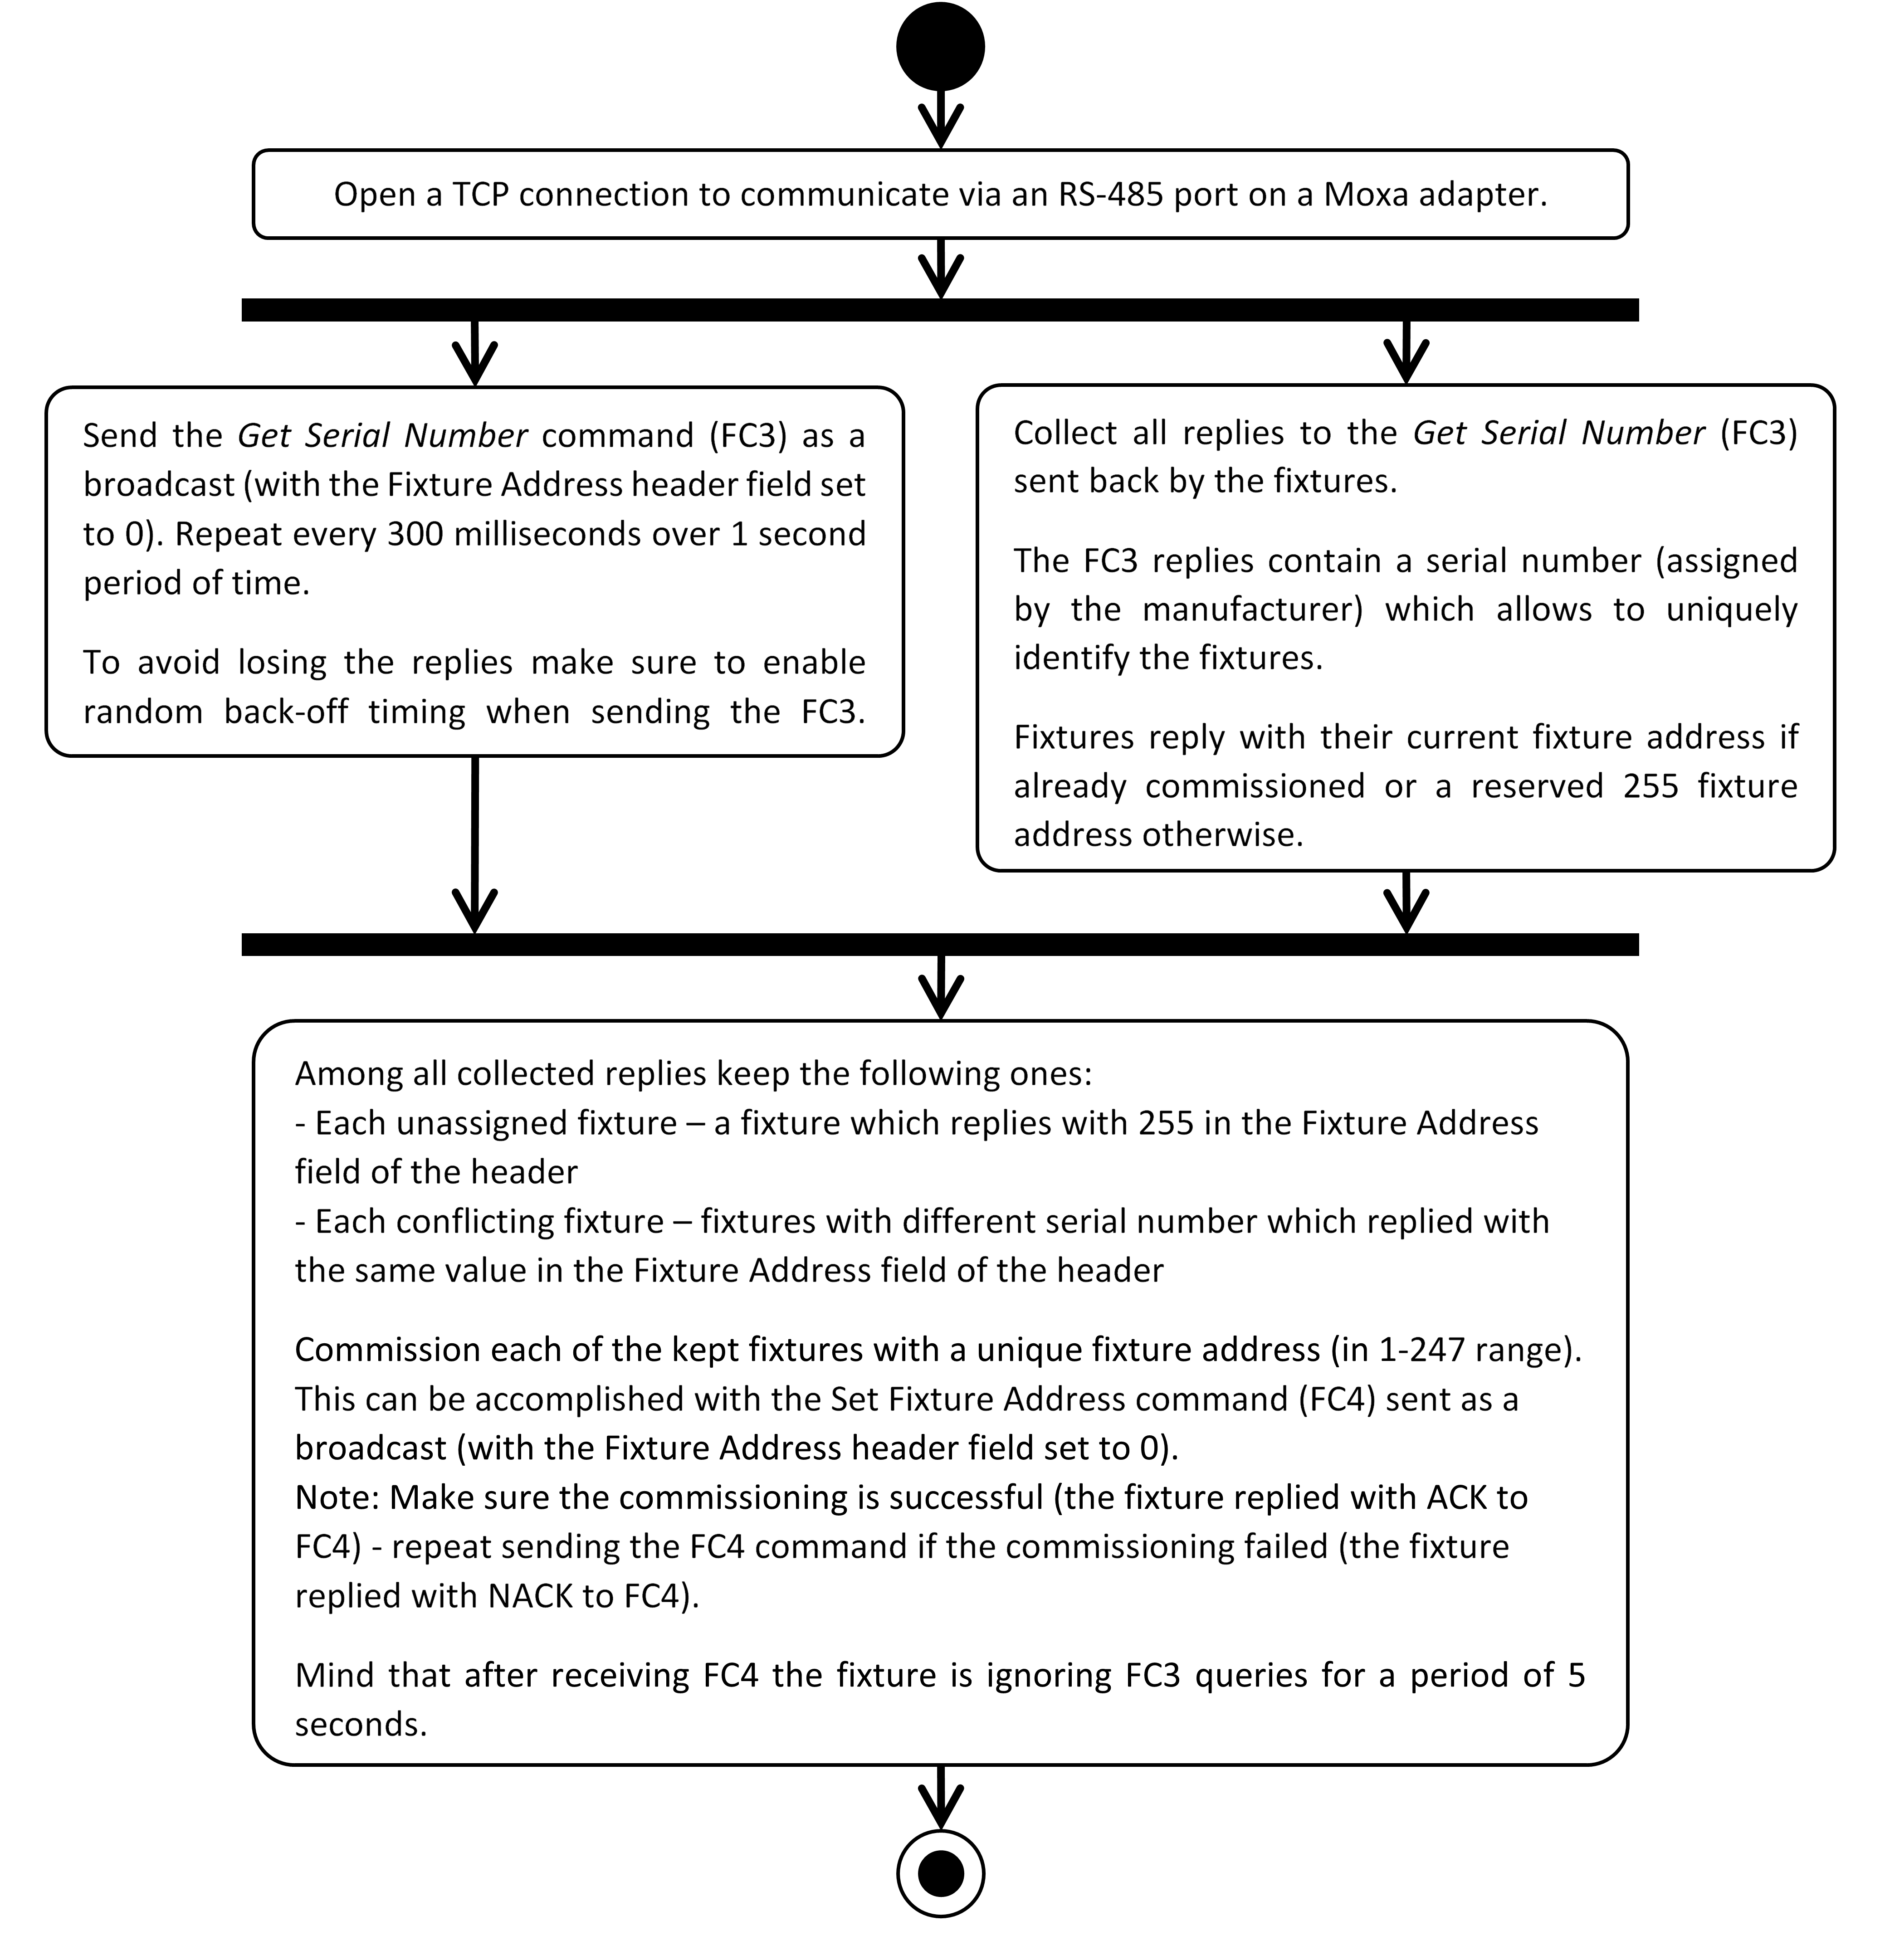 Open a TCP connection to communicate via an RS-485 port on a Moxa adapter.
Send the Get Serial Number command (FC3) as a
broadcast (with the Fixture Address header field set
to 0). Repeat every 300 milliseconds over 1 second
period of time.
To avoid losing the replies make sure to enable
random back-off timing when sending the FC3.
Collect all replies to the Get Serial Number (FC3)
sent back by the fixtures.
The FC3 replies contain a serial number (assigned
by the manufacturer) which allows to uniquely
identify the fixtures.
Fixtures reply with their current fixture address if
already commissioned or a reserved 255 fixture
address otherwise.
Among all collected replies keep the following ones:
- Each unassigned fixture – a fixture which replies with 255 in the Fixture Address
field of the header
- Each conflicting fixture – fixtures with different serial number which replied with
the same value in the Fixture Address field of the header
Commission each of the kept fixtures with a unique fixture address (in 1-247 range).
This can be accomplished with the Set Fixture Address command (FC4) sent as a
broadcast (with the Fixture Address header field set to 0).
Note: Make sure the commissioning is successful (the fixture replied with ACK to
FC4) - repeat sending the FC4 command if the commissioning failed (the fixture
replied with NACK to FC4).
Mind that after receiving FC4 the fixture is ignoring FC3 queries for a period of 5
seconds.